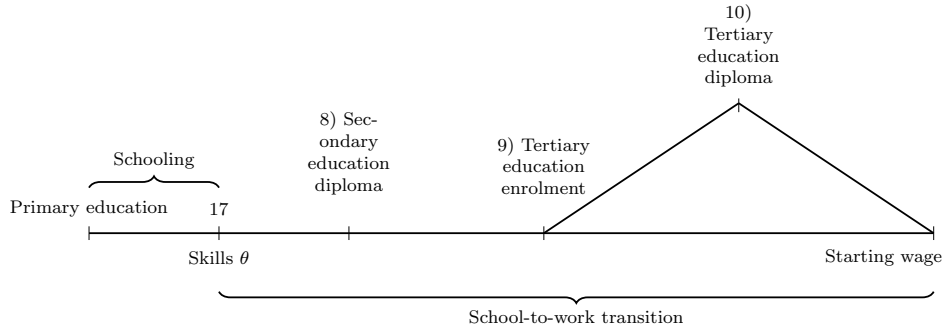 10)
Tertiary
education
diploma
8) Sec-
ondary
education
diploma
9) Tertiary
education
enrolment
Schooling
Primary education
17
Skills θ
Starting wage
School-to-work transition